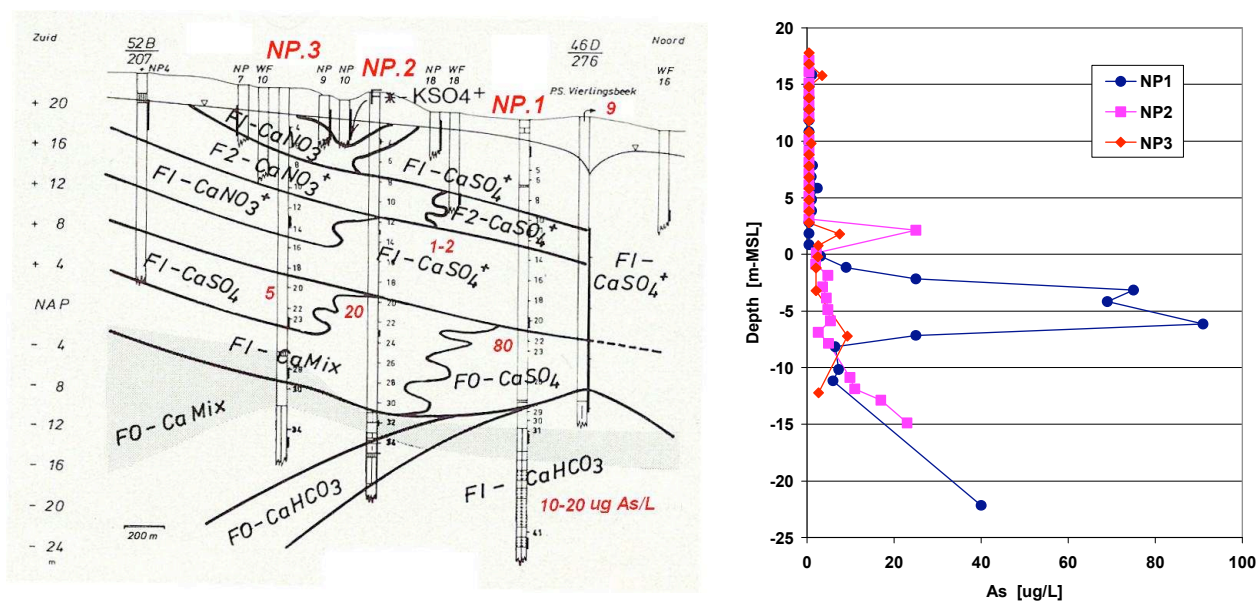 Zuid
52B
207
NP4
NP.3
NP
7
WF
10
NP
9
NP
10
NP.2
F*-KSO4+
NP
18
WF
18
NP.1
46D
276
P.S. Vierlingsbeek
9
Noord
WF
16
+ 20
+ 16
+ 12
+ 8
+ 4
NAP
- 4
- 8
- 12
- 16
- 20
- 24
m
F1-CaNO3
F2-CaNO3+
F1-CaNO3+
F1-CaSO4+
F2-CaSO4+
1-2
F1-CaSO4+
F1-
CaSO4+
F1-CaSO4
5
20
80
F1-CaMix
F0-CaSO4
F0-CaMix
F0-CaHCO3
F1-CaHCO3
10-20 ug As/L
200 m
Depth [m-MSL]
20
15
10
5
0
-5
-10
-15
-20
-25
0 20 40 60 80 100
As [ug/L]
NP1
NP2
NP3